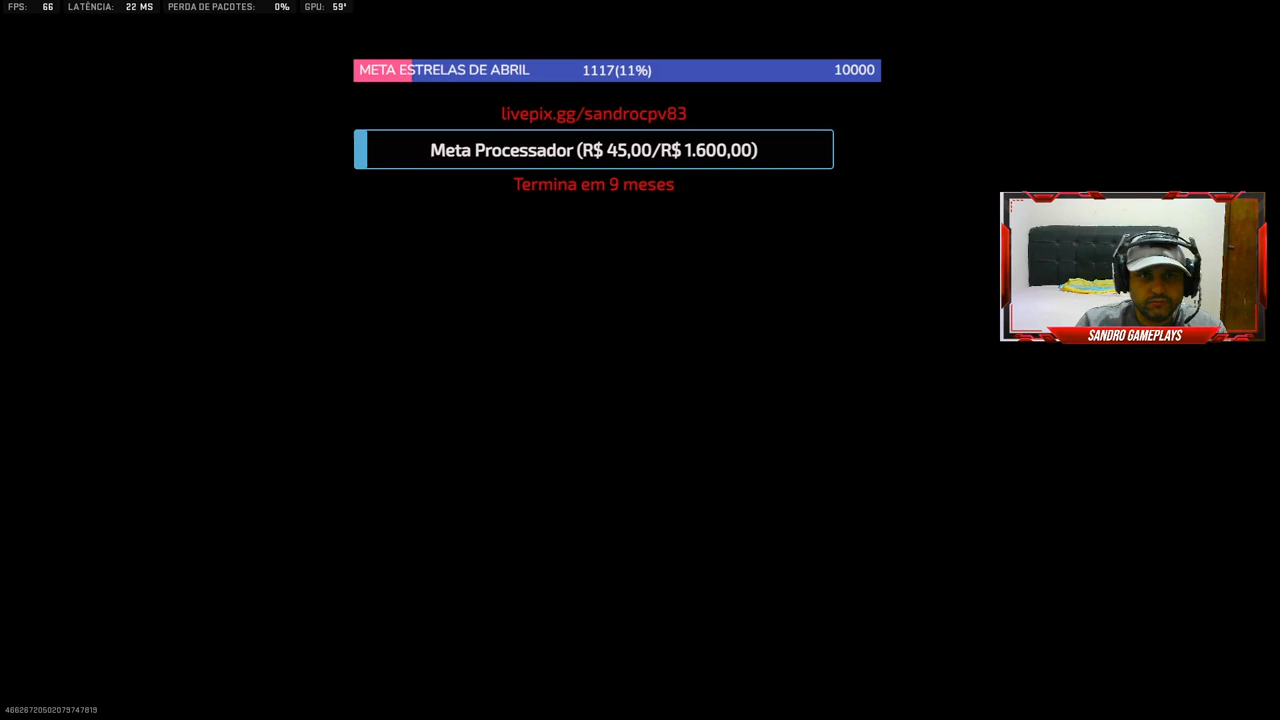 FPS: 66 LATÊNCIA: 22 MS PERDA DE PACOTES: 0% GPU: 59°
META ESTRELAS DE ABRIL 1117(11%) 10000
livepix.gg/sandrocpv83
Meta Processador (R$ 45,00/R$ 1.600,00)
Termina em 9 meses
SANDRO GAMEPLAYS
46626720502079747819